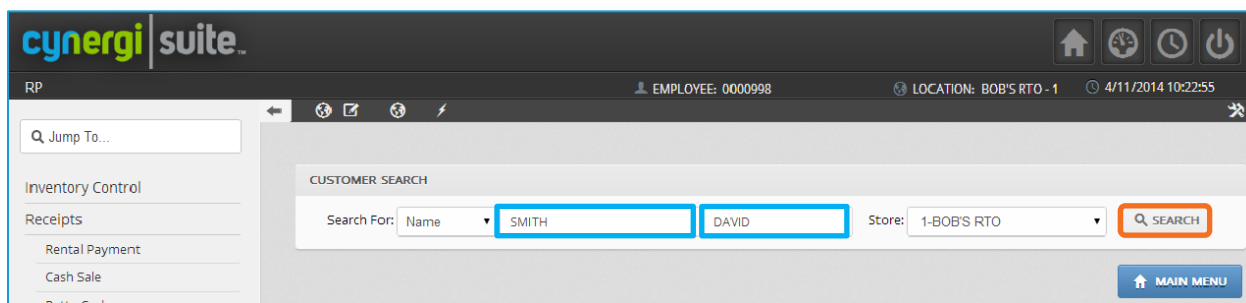 cynergi|suite™
RP
EMPLOYEE: 0000998
LOCATION: BOB'S RTO - 1
4/11/2014 10:22:55
Jump To...
Inventory Control
Receipts
Rental Payment
Cash Sale
CUSTOMER SEARCH
Search For: Name SMITH DAVID Store: 1-BOB'S RTO SEARCH
MAIN MENU